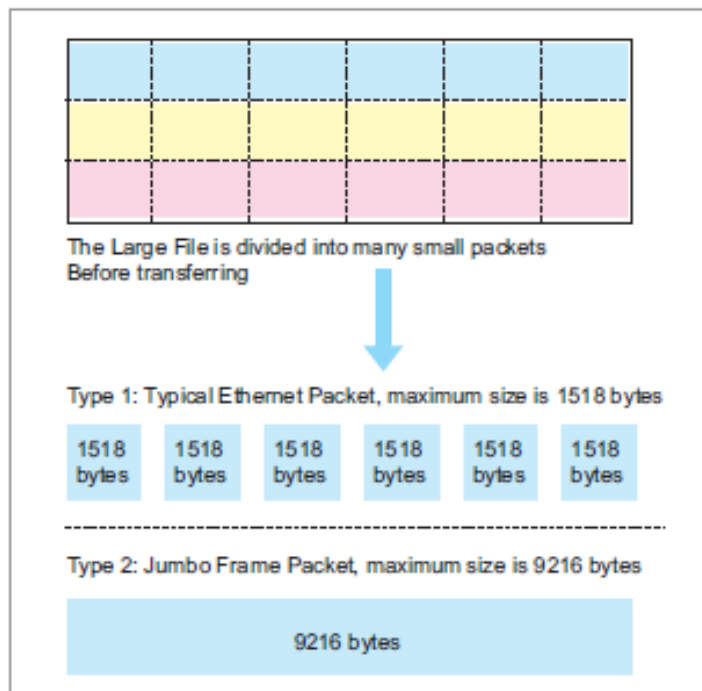 The Large File is divided into many small packets
Before transferring
Type 1: Typical Ethernet Packet, maximum size is 1518 bytes
1518 1518 1518 1518 1518 1518
bytes bytes bytes bytes bytes bytes
Type 2: Jumbo Frame Packet, maximum size is 9216 bytes
9216 bytes